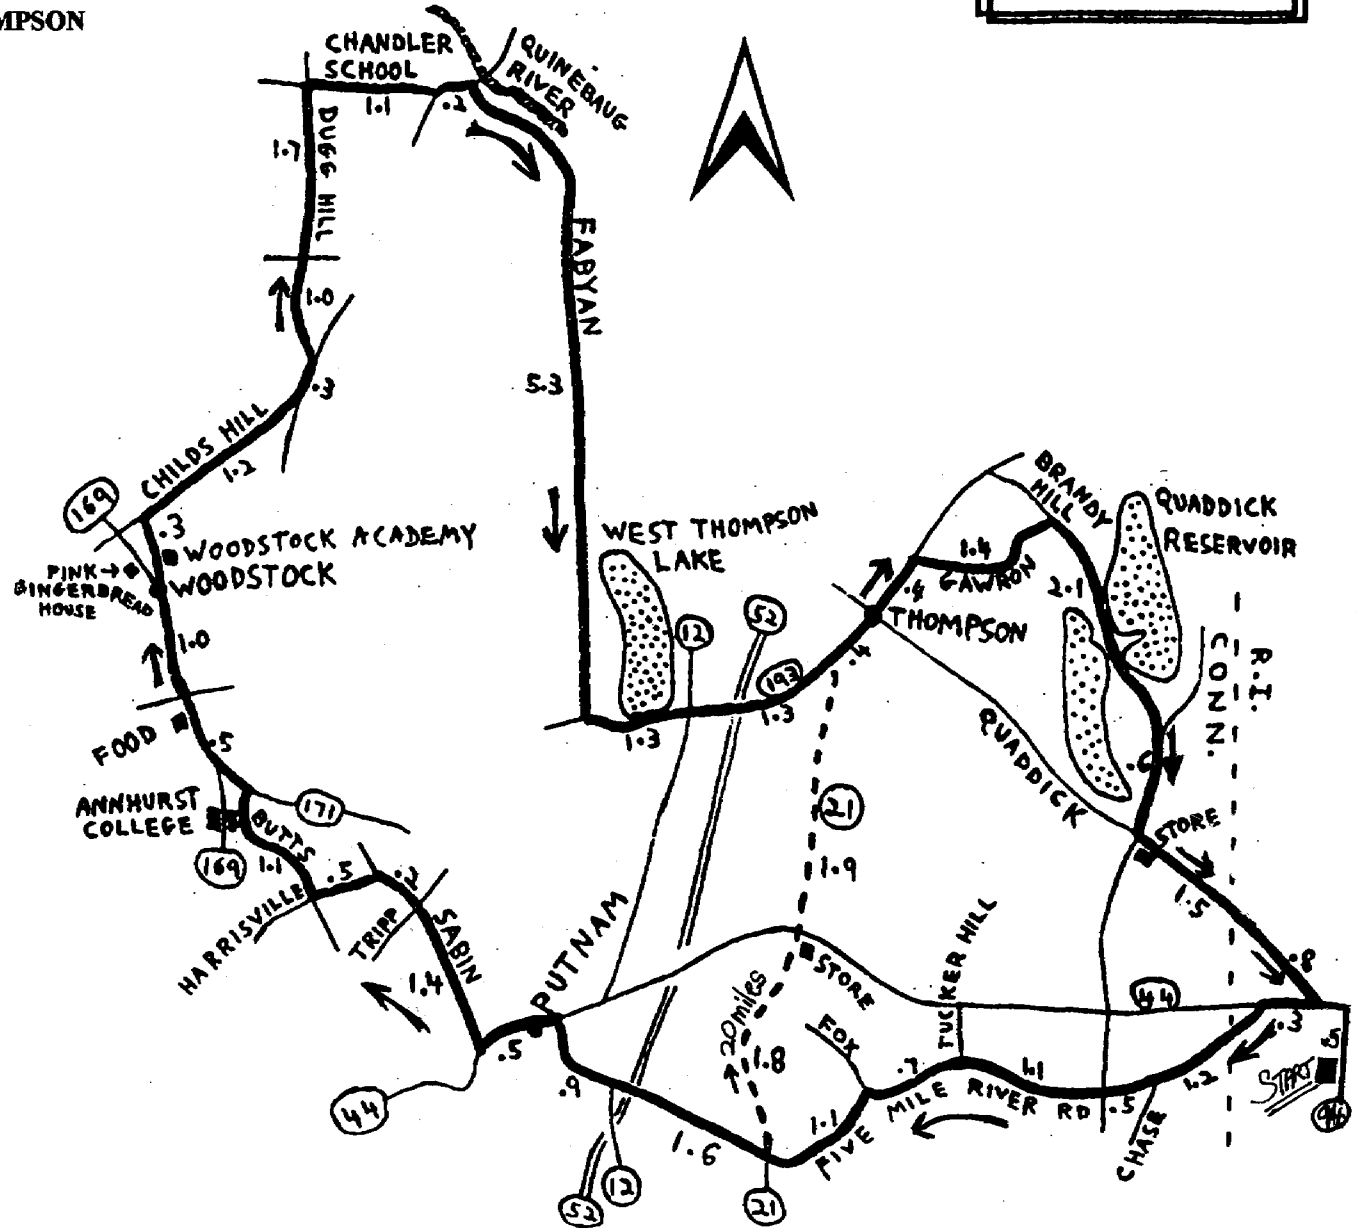 MPSON
CHANDLER
SCHOOL
1.1
.2
QUINEBAUG
RIVER
DUGG HILL
1.7
1.0
.3
FABYAN
5.3
CHILDS HILL
1.2
169
.3
WOODSTOCK ACADEMY
PINK→
GINGERBREAD
HOUSE
WOODSTOCK
1.0
FOOD
.5
ANNHURST
COLLEGE
171
169
BUTTS
1.1
HARRISVILLE
.5
.2
TRIPP
SABIN
1.4
44
.5
PUTNAM
.9
WEST THOMPSON
LAKE
1.3
12
52
193
1.3
.4
THOMPSON
.4
1.4
GAWRON
BRANDY
HILL
2.1
QUADDICK
RESERVOIR
R.I.
CONN.
.6
QUADDICK
STORE
1.5
.8
21
1.9
STORE
20 miles
1.8
FOX
TUCKER HILL
44
.3
START
1.2
CHASE
.5
1.1
.7
FIVE MILE RIVER RD
1.1
1.6
52
12
21